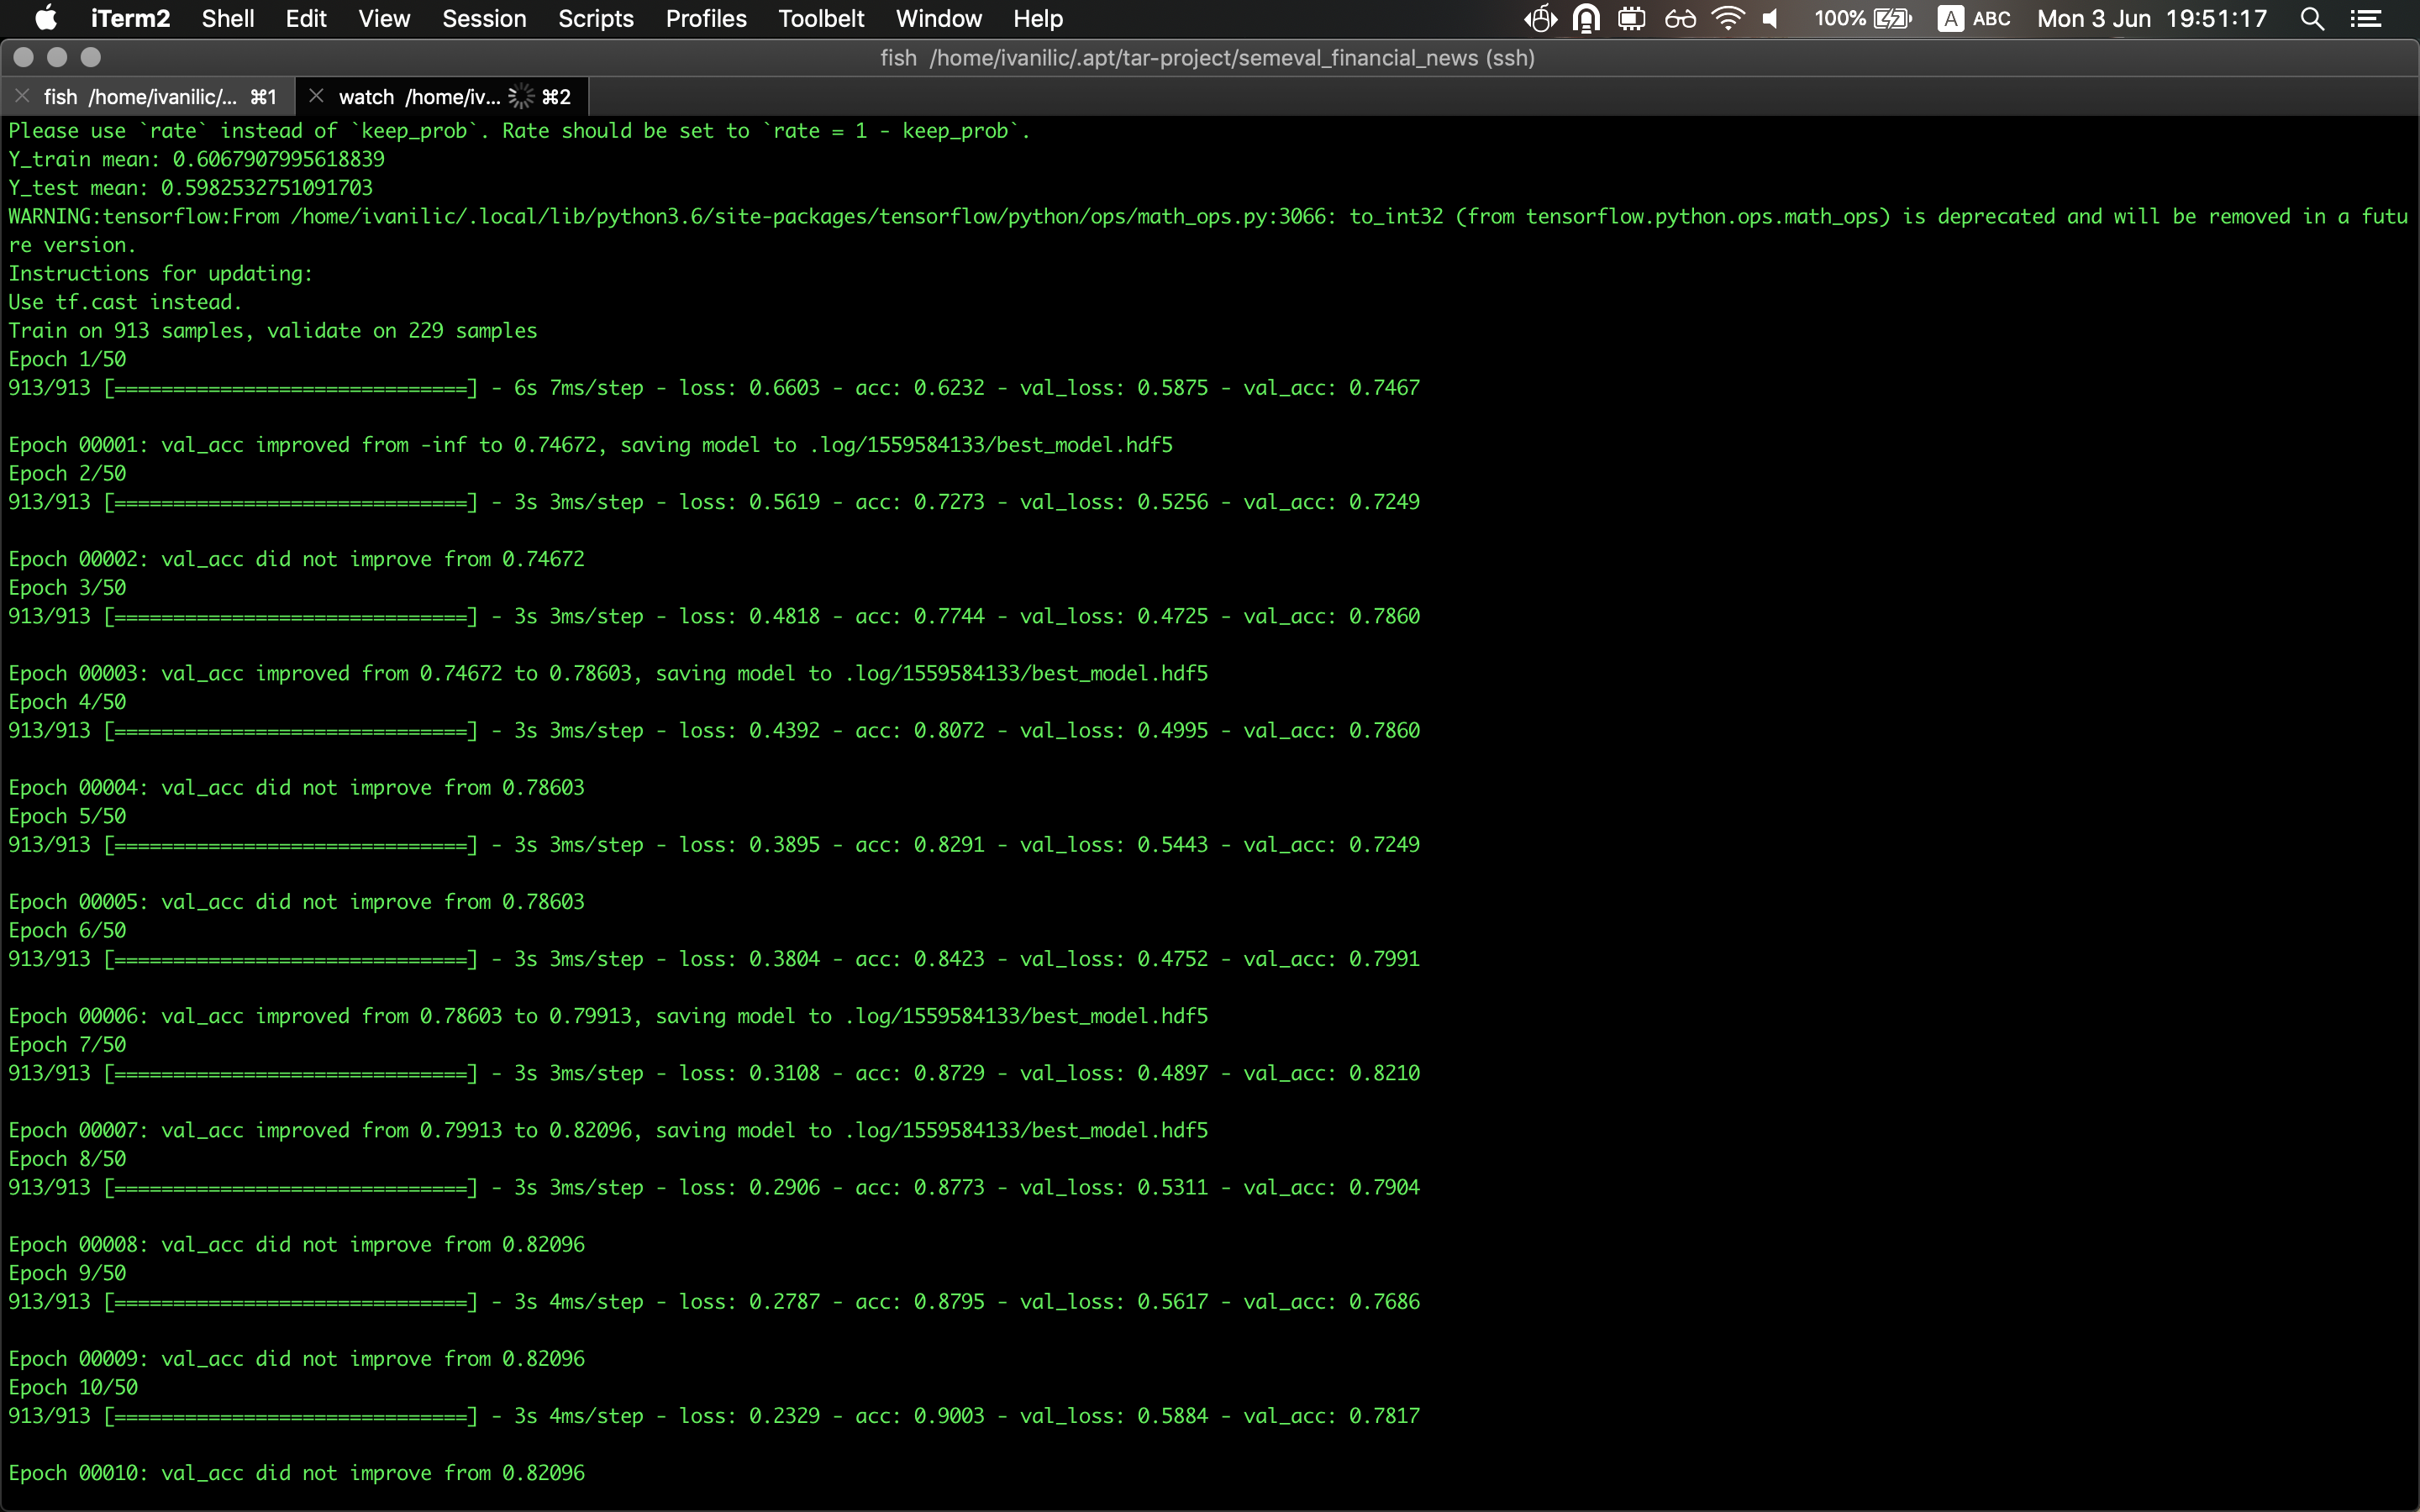 iTerm2 Shell Edit View Session Scripts Profiles Toolbelt Window Help 100% A ABC Mon 3 Jun 19:51:17
fish /home/ivanilic/.apt/tar-project/semeval_financial_news (ssh)
fish /home/ivanilic/... ⌘1 watch /home/iv... ⌘2
Please use `rate` instead of `keep_prob`. Rate should be set to `rate = 1 - keep_prob`.
Y_train mean: 0.6067907995618839
Y_test mean: 0.5982532751091703
WARNING:tensorflow:From /home/ivanilic/.local/lib/python3.6/site-packages/tensorflow/python/ops/math_ops.py:3066: to_int32 (from tensorflow.python.ops.math_ops) is deprecated and will be removed in a futu
re version.
Instructions for updating:
Use tf.cast instead.
Train on 913 samples, validate on 229 samples
Epoch 1/50
913/913 [==============================] - 6s 7ms/step - loss: 0.6603 - acc: 0.6232 - val_loss: 0.5875 - val_acc: 0.7467
Epoch 00001: val_acc improved from -inf to 0.74672, saving model to .log/1559584133/best_model.hdf5
Epoch 2/50
913/913 [==============================] - 3s 3ms/step - loss: 0.5619 - acc: 0.7273 - val_loss: 0.5256 - val_acc: 0.7249
Epoch 00002: val_acc did not improve from 0.74672
Epoch 3/50
913/913 [==============================] - 3s 3ms/step - loss: 0.4818 - acc: 0.7744 - val_loss: 0.4725 - val_acc: 0.7860
Epoch 00003: val_acc improved from 0.74672 to 0.78603, saving model to .log/1559584133/best_model.hdf5
Epoch 4/50
913/913 [==============================] - 3s 3ms/step - loss: 0.4392 - acc: 0.8072 - val_loss: 0.4995 - val_acc: 0.7860
Epoch 00004: val_acc did not improve from 0.78603
Epoch 5/50
913/913 [==============================] - 3s 3ms/step - loss: 0.3895 - acc: 0.8291 - val_loss: 0.5443 - val_acc: 0.7249
Epoch 00005: val_acc did not improve from 0.78603
Epoch 6/50
913/913 [==============================] - 3s 3ms/step - loss: 0.3804 - acc: 0.8423 - val_loss: 0.4752 - val_acc: 0.7991
Epoch 00006: val_acc improved from 0.78603 to 0.79913, saving model to .log/1559584133/best_model.hdf5
Epoch 7/50
913/913 [==============================] - 3s 3ms/step - loss: 0.3108 - acc: 0.8729 - val_loss: 0.4897 - val_acc: 0.8210
Epoch 00007: val_acc improved from 0.79913 to 0.82096, saving model to .log/1559584133/best_model.hdf5
Epoch 8/50
913/913 [==============================] - 3s 3ms/step - loss: 0.2906 - acc: 0.8773 - val_loss: 0.5311 - val_acc: 0.7904
Epoch 00008: val_acc did not improve from 0.82096
Epoch 9/50
913/913 [==============================] - 3s 4ms/step - loss: 0.2787 - acc: 0.8795 - val_loss: 0.5617 - val_acc: 0.7686
Epoch 00009: val_acc did not improve from 0.82096
Epoch 10/50
913/913 [==============================] - 3s 4ms/step - loss: 0.2329 - acc: 0.9003 - val_loss: 0.5884 - val_acc: 0.7817
Epoch 00010: val_acc did not improve from 0.82096